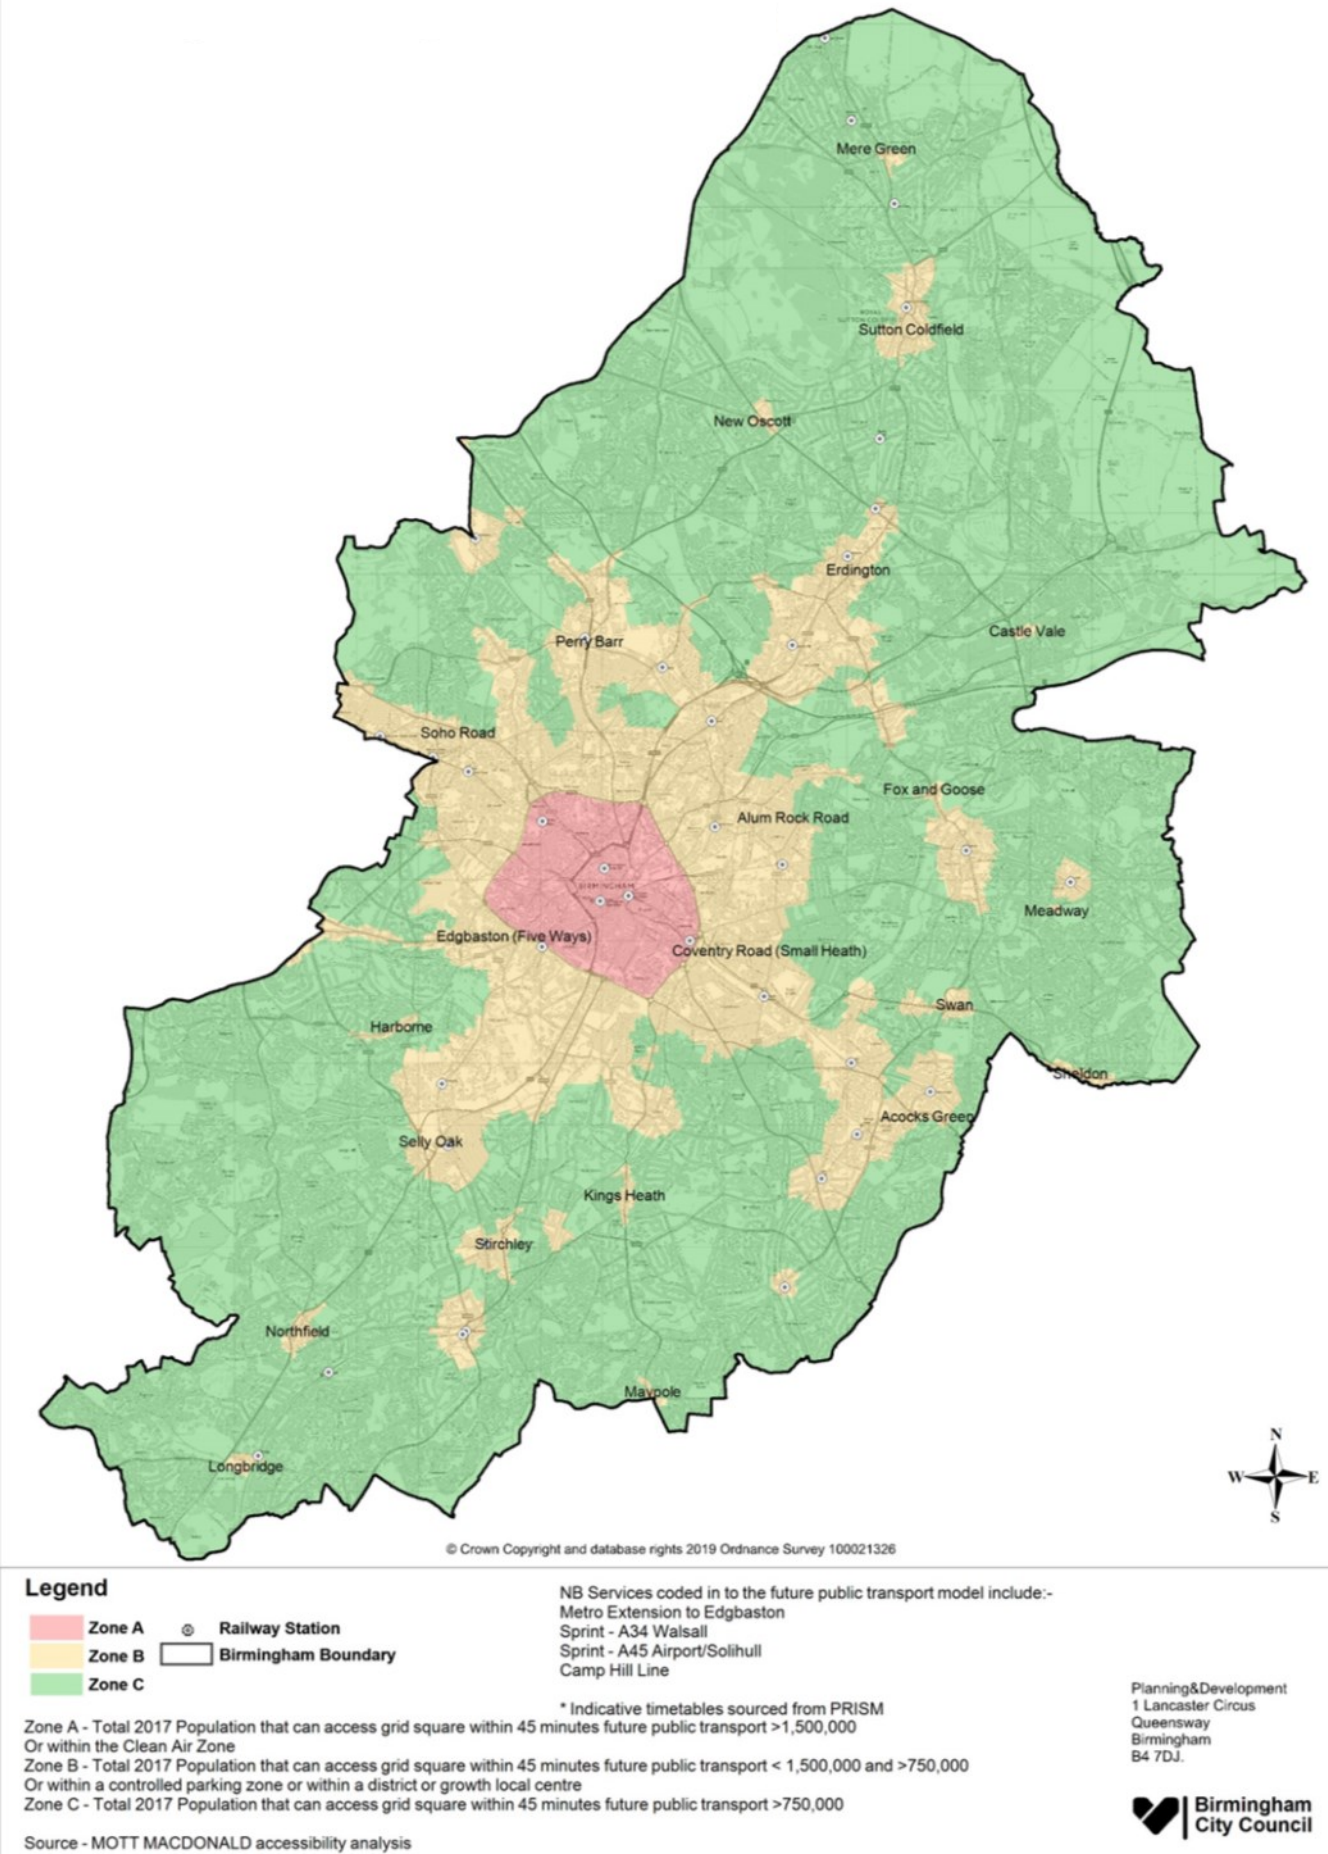 Mere Green
ROYAL
Sutton Coldfield
New Oscott
Erdington
Castle Vale
Perry Barr
Soho Road
Fox and Goose
Alum Rock Road
BIRMINGHAM
Meadway
Edgbaston (Five Ways)
Coventry Road (Small Heath)
Swan
Harborne
Sheldon
Acocks Green
Selly Oak
Kings Heath
Stirchley
Northfield
Maypole
Longbridge
N
W E
S
© Crown Copyright and database rights 2019 Ordnance Survey 100021326
Legend
Zone A
Zone B
Zone C
Railway Station
Birmingham Boundary
NB Services coded in to the future public transport model include:-
Metro Extension to Edgbaston
Sprint - A34 Walsall
Sprint - A45 Airport/Solihull
Camp Hill Line
* Indicative timetables sourced from PRISM
Zone A - Total 2017 Population that can access grid square within 45 minutes future public transport >1,500,000
Or within the Clean Air Zone
Zone B - Total 2017 Population that can access grid square within 45 minutes future public transport < 1,500,000 and >750,000
Or within a controlled parking zone or within a district or growth local centre
Zone C - Total 2017 Population that can access grid square within 45 minutes future public transport >750,000
Source - MOTT MACDONALD accessibility analysis
Planning&Development
1 Lancaster Circus
Queensway
Birmingham
B4 7DJ.
Birmingham
City Council